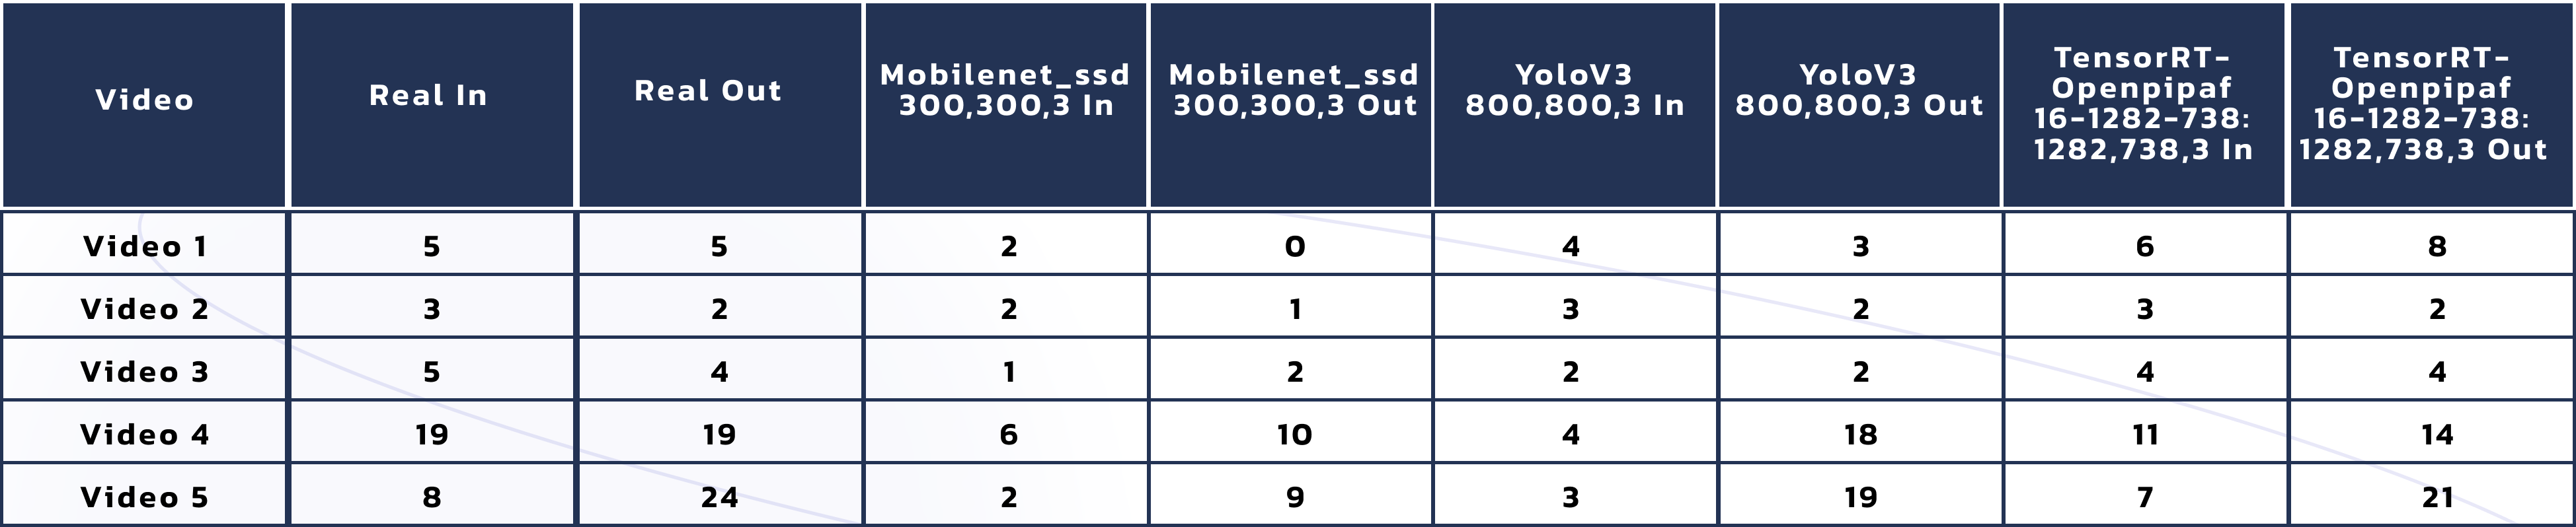 Video
Real In
Real Out
Mobilenet_ssd
300,300,3 In
Mobilenet_ssd
300,300,3 Out
YoloV3
800,800,3 In
YoloV3
800,800,3 Out
TensorRT-
Openpipaf
16-1282-738:
1282,738,3 In
TensorRT-
Openpipaf
16-1282-738:
1282,738,3 Out
Video 1 5 5 2 0 4 3 6 8
Video 2 3 2 2 1 3 2 3 2
Video 3 5 4 1 2 2 2 4 4
Video 4 19 19 6 10 4 18 11 14
Video 5 8 24 2 9 3 19 7 21